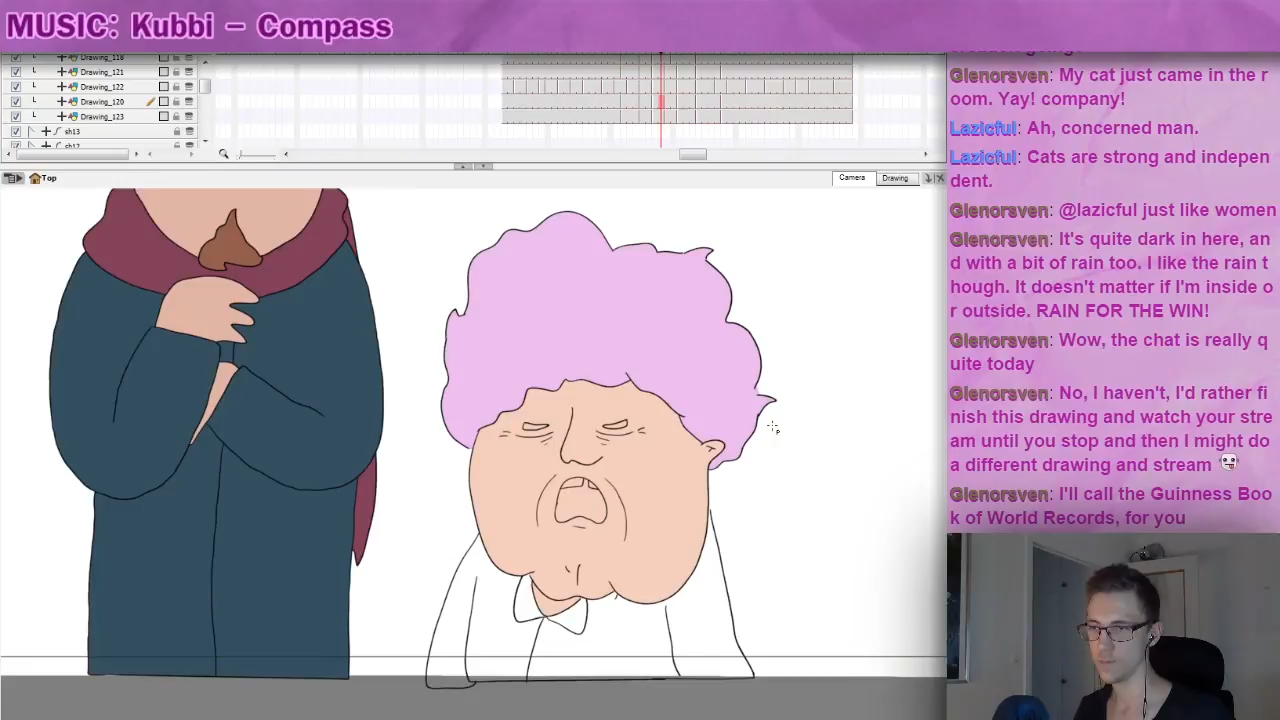 MUSIC: Kubbi – Compass
Drawing_118
Drawing_121
Drawing_122
Drawing_120
Drawing_123
sh13
sh12
Top
Camera
Drawing
Glenorsven: My cat just came in the r
oom. Yay! company!
Lazicful: Ah, concerned man.
Lazicful: Cats are strong and indepen
dent.
Glenorsven: @lazicful just like women
Glenorsven: It's quite dark in here, an
d with a bit of rain too. I like the rain t
hough. It doesn't matter if I'm inside o
r outside. RAIN FOR THE WIN!
Glenorsven: Wow, the chat is really q
uite today
Glenorsven: No, I haven't, I'd rather fi
nish this drawing and watch your stre
am until you stop and then I might do
a different drawing and stream
Glenorsven: I'll call the Guinness Boo
k of World Records, for you